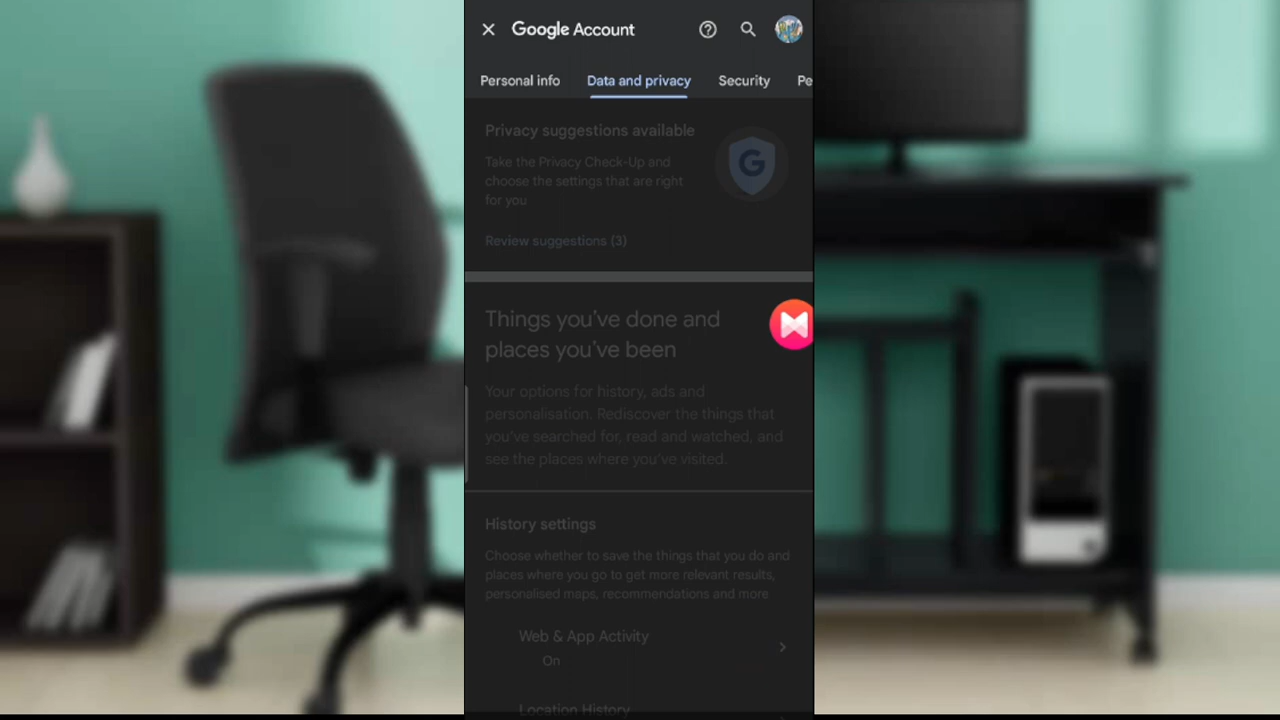 Google Account
Personal info Data and privacy Security Pe
Privacy suggestions available
Take the Privacy Check-Up and
choose the settings that are right
for you
Review suggestions (3)
Things you've done and
places you've been
Your options for history, ads and
personalisation. Rediscover the things that
you've searched for, read and watched, and
see the places where you've visited.
History settings
Choose whether to save the things that you do and
places where you go to get more relevant results,
personalised maps, recommendations and more
Web & App Activity
On
Location History